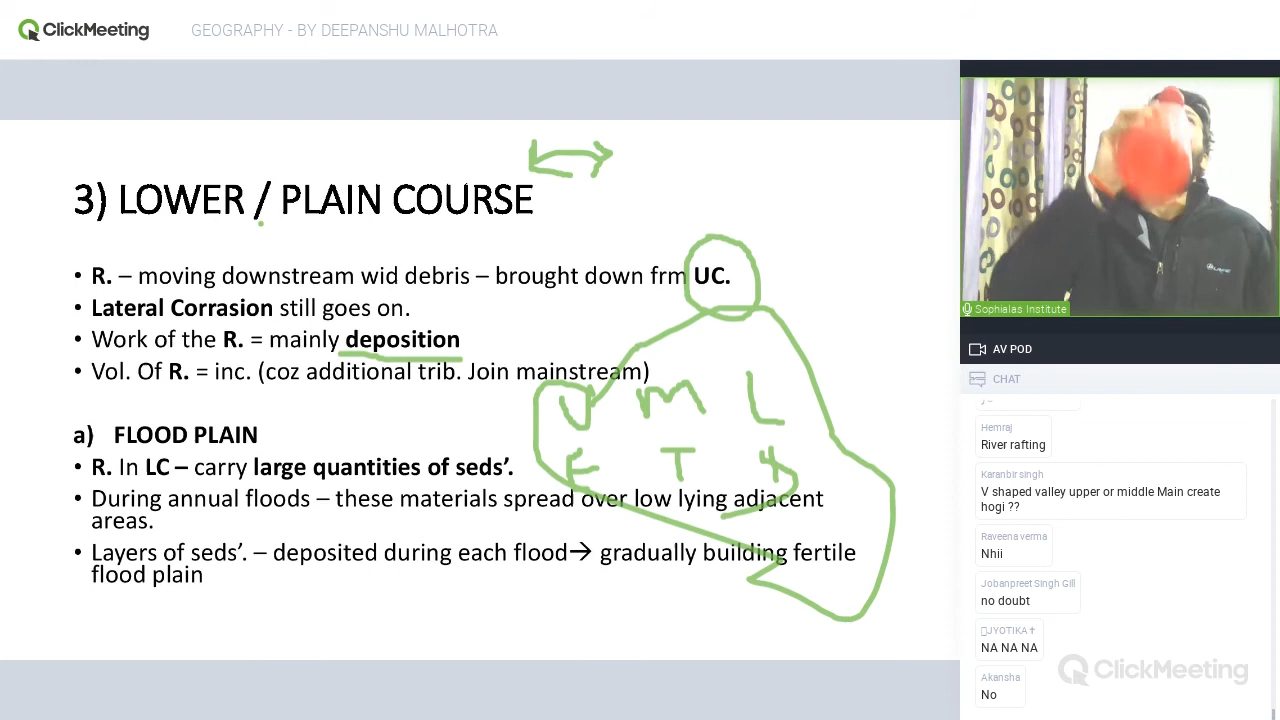 ClickMeeting
GEOGRAPHY - BY DEEPANSHU MALHOTRA
3) LOWER / PLAIN COURSE
• R. – moving downstream wid debris – brought down frm UC.
• Lateral Corrasion still goes on.
• Work of the R. = mainly deposition
• Vol. Of R. = inc. (coz additional trib. Join mainstream)
U M L
E T D
a) FLOOD PLAIN
• R. In LC – carry large quantities of seds’.
• During annual floods – these materials spread over low lying adjacent
areas.
• Layers of seds’. – deposited during each flood→ gradually building fertile
flood plain
Sophialas Institute
AV POD
CHAT
Hemraj
River rafting
Karanbir singh
V shaped valley upper or middle Main create
hogi ??
Raveena verma
Nhii
Jobanpreet Singh Gill
no doubt
JYOTIKA✝
NA NA NA
Akansha
No
ClickMeeting